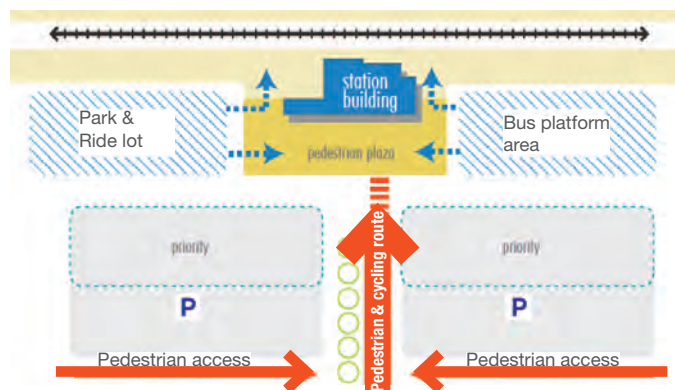 station
building
Park &
Ride lot
Bus platform
area
pedestrian plaza
priority
priority
Pedestrian & cycling route
P
P
Pedestrian access
Pedestrian access